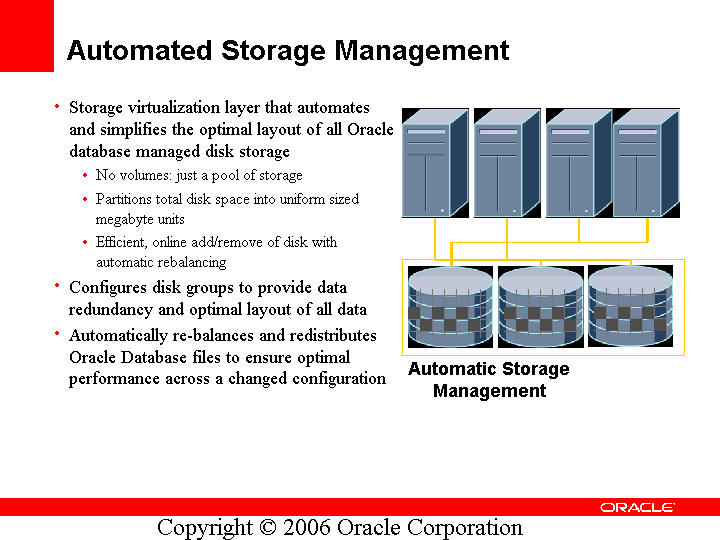 Automated Storage Management
• Storage virtualization layer that automates
and simplifies the optimal layout of all Oracle
database managed disk storage
• No volumes: just a pool of storage
• Partitions total disk space into uniform sized
megabyte units
• Efficient, online add/remove of disk with
automatic rebalancing
• Configures disk groups to provide data
redundancy and optimal layout of all data
• Automatically re-balances and redistributes
Oracle Database files to ensure optimal
performance across a changed configuration
Automatic Storage
Management
ORACLE
Copyright © 2006 Oracle Corporation